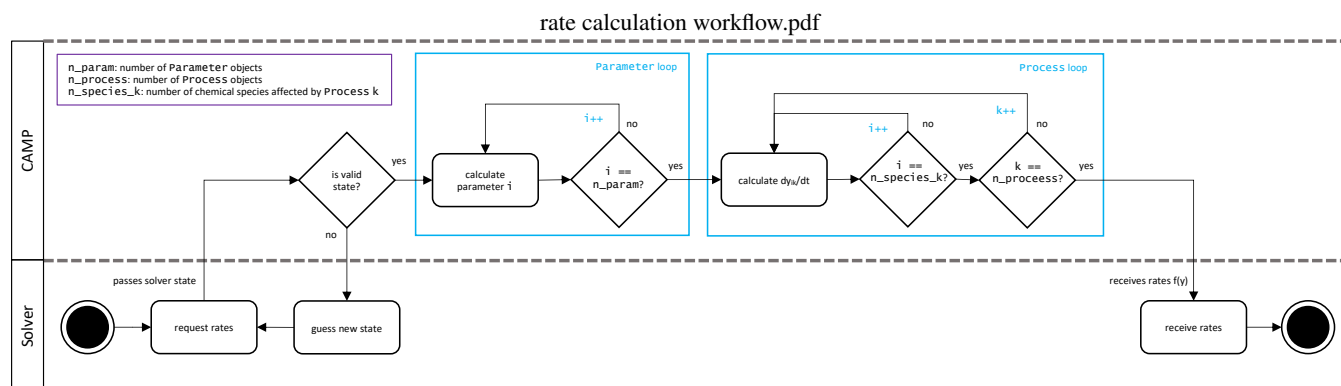 rate calculation workflow.pdf
CAMP
n_param: number of Parameter objects
n_process: number of Process objects
n_species_k: number of chemical species affected by Process k
Parameter loop
Process loop
i++
no
k++
no
i++
no
is valid
state?
yes
no
calculate
parameter i
i ==
n_param?
yes
calculate dyᵢₖ/dt
i ==
n_species_k?
yes
k ==
n_proceess?
yes
Solver
passes solver state
receives rates f(y)
request rates
guess new state
receive rates